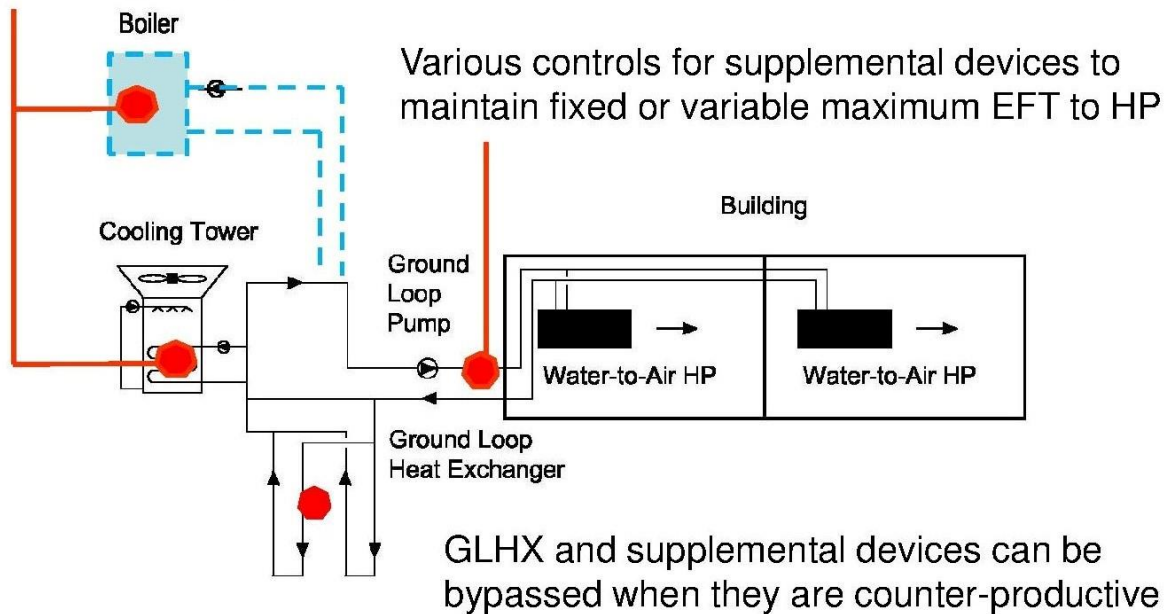 Boiler
Various controls for supplemental devices to
maintain fixed or variable maximum EFT to HP
Building
Cooling Tower
Ground
Loop
Pump
Water-to-Air HP
Water-to-Air HP
Ground Loop
Heat Exchanger
GLHX and supplemental devices can be
bypassed when they are counter-productive